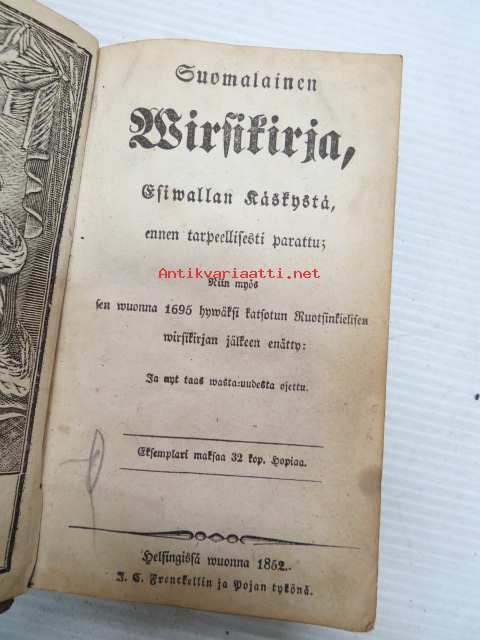 Suomalainen
Wirsikirja,
Esiwallan Käskystä,
ennen tarpeellisesti parattu;
Antikvariaatti.net
Niin myös
sen wuonna 1695 hywäksi katsotun Ruotsinkielisen
wirsikirjan jälkeen enätty:
Ja nyt taas wasta-uudesta ojettu.
Eksemplari maksaa 32 kop. Hopiaa.
Helsingissä wuonna 1852.
J. C. Frenckellin ja Pojan tykönä.